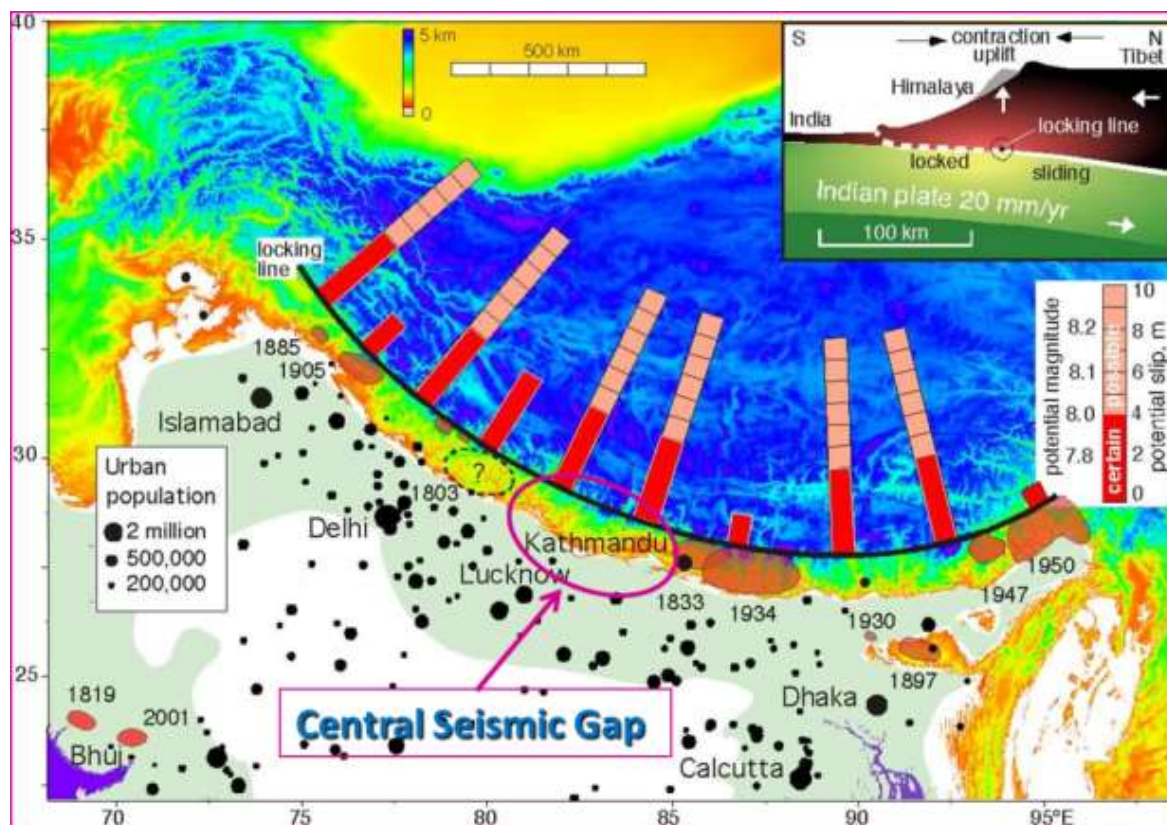 40
35
30
25
5 km
0
500 km
S
contraction
N
uplift
Tibet
Himalaya
India
locking line
locked
sliding
Indian plate 20 mm/yr
100 km
locking
line
potential magnitude
8.2
8.1
8.0
7.8
certain
possible
10
8
6
4
2
0
potential slip, m
1885
1905
Islamabad
Urban
population
2 million
500,000
200,000
?
1803
Delhi
Kathmandu
Lucknow
1833
1934
1930
1947
1950
1897
Dhaka
1819
2001
Bhuj
Central Seismic Gap
Calcutta
70
75
80
85
90
95°E